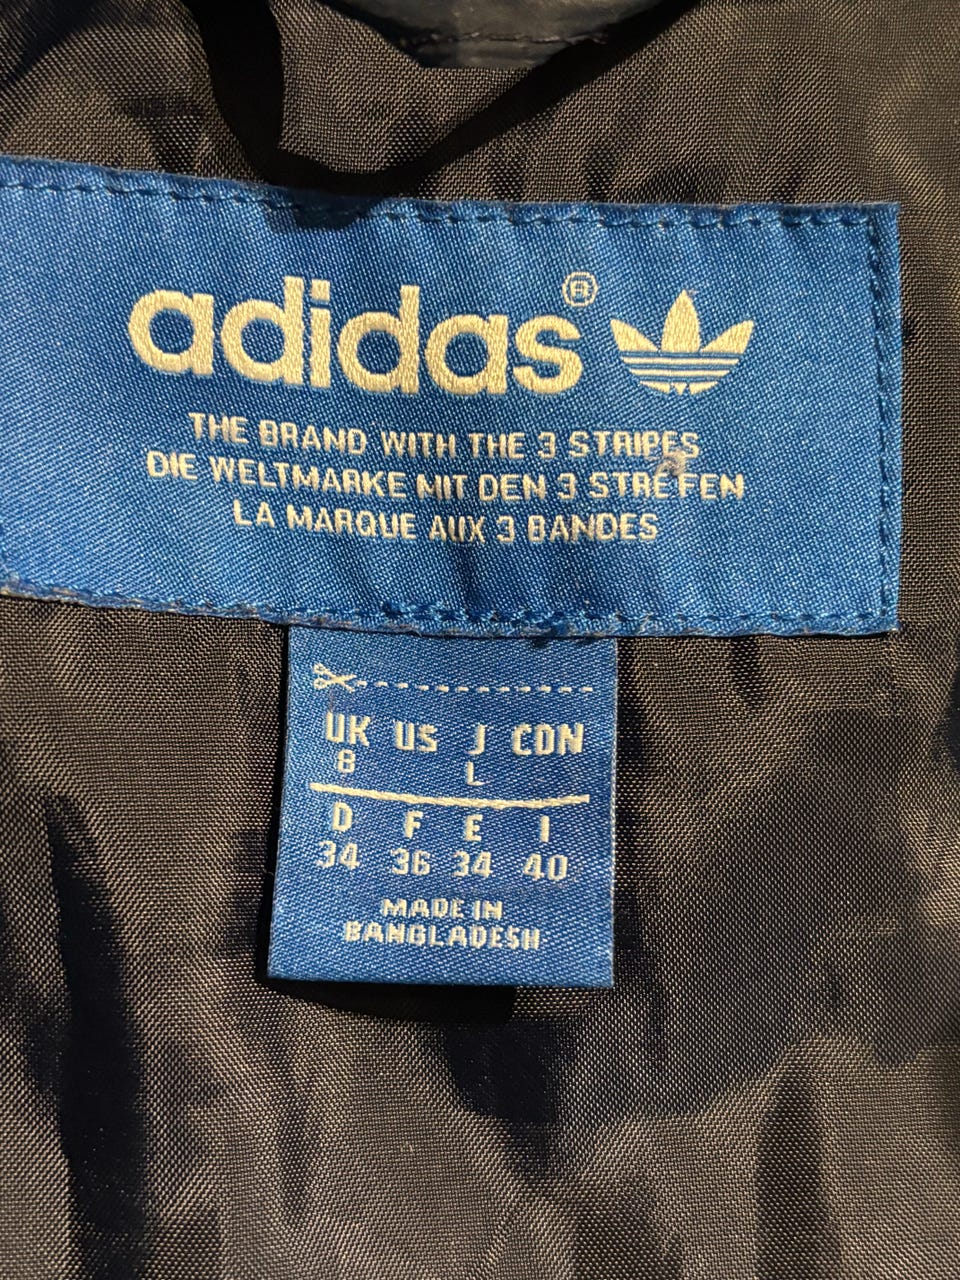 adidas®
THE BRAND WITH THE 3 STRIPES
DIE WELTMARKE MIT DEN 3 STREIFEN
LA MARQUE AUX 3 BANDES
UK US J CDN
8 L
D F E I
34 36 34 40
MADE IN
BANGLADESH